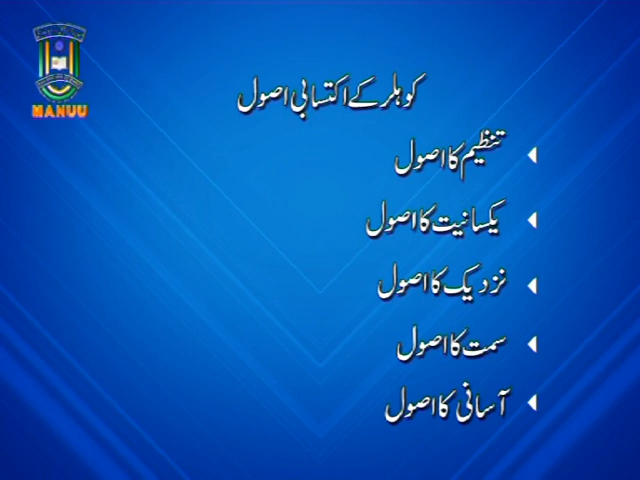 MANUU
کوہلر کے اکتسابی اصول
تنظیم کا اصول
یکسانیت کا اصول
نزدیک کا اصول
سمت کا اصول
آسانی کا اصول